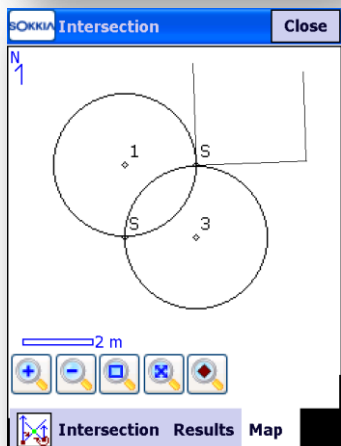 SOKKIA Intersection Close
N
1 S
S 3
2 m
Intersection Results Map